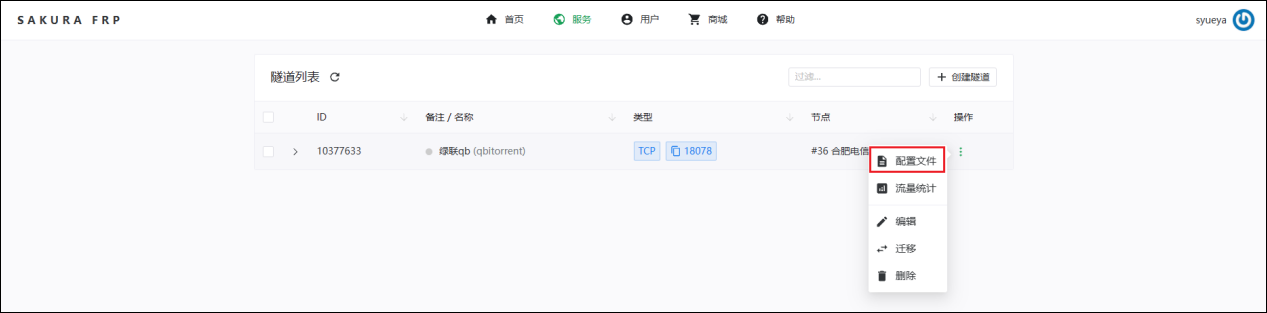 SAKURA FRP 首页 服务 用户 商城 帮助 syueya
隧道列表 过滤... 创建隧道
ID 备注 / 名称 类型 节点 操作
10377633 绿联qb (qbitorrent) TCP 18078 #36 合肥电信
配置文件
流量统计
编辑
迁移
删除